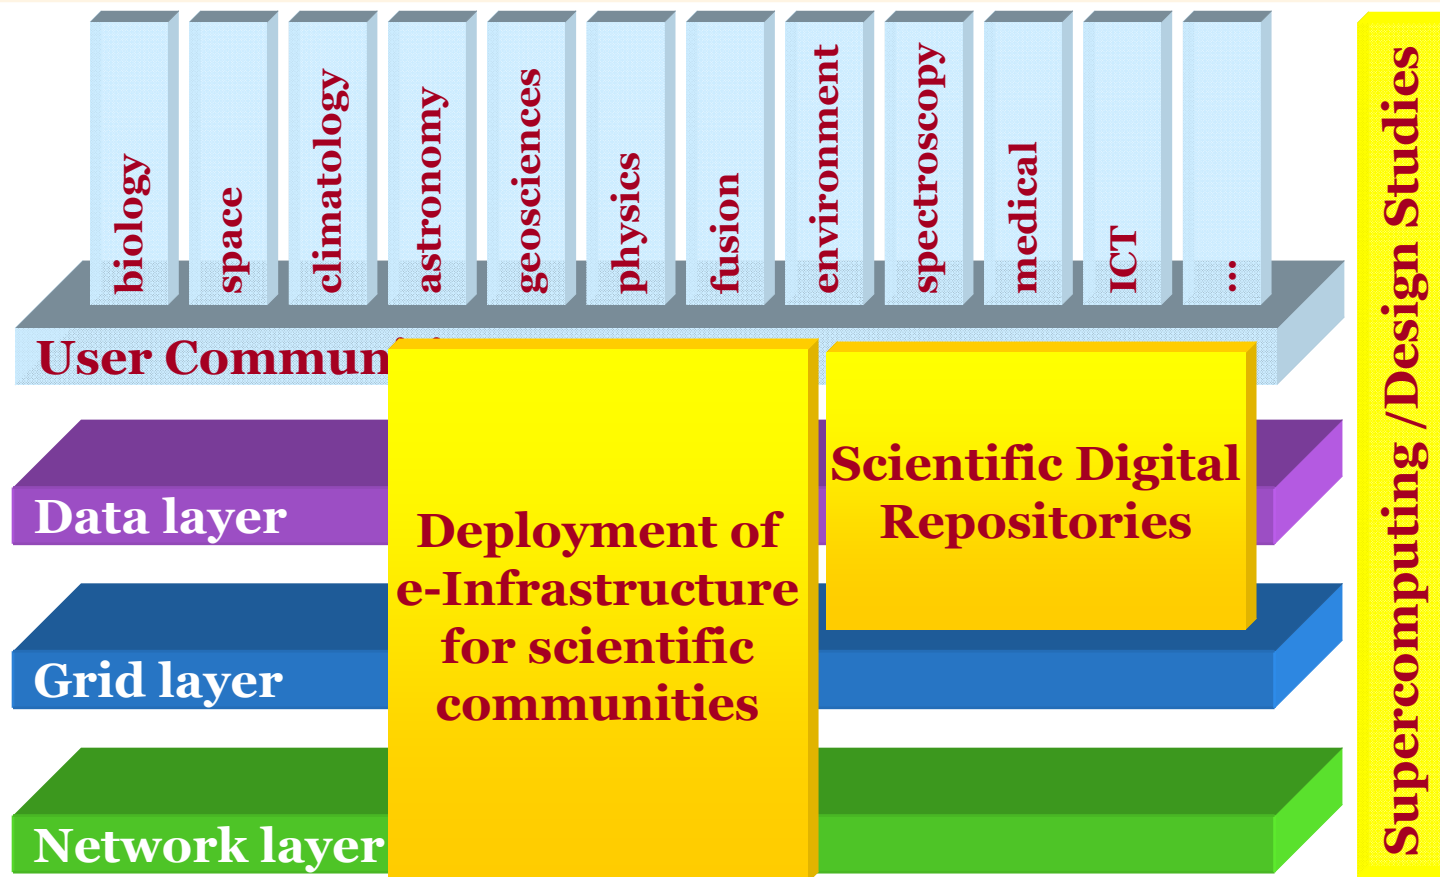 biology
space
climatology
astronomy
geosciences
physics
fusion
environment
spectroscopy
medical
ICT
...
Supercomputing /Design Studies
User
Data layer
Grid layer
Network layer
Deployment of
e-Infrastructure
for scientific
communities
Scientific Digital
Repositories